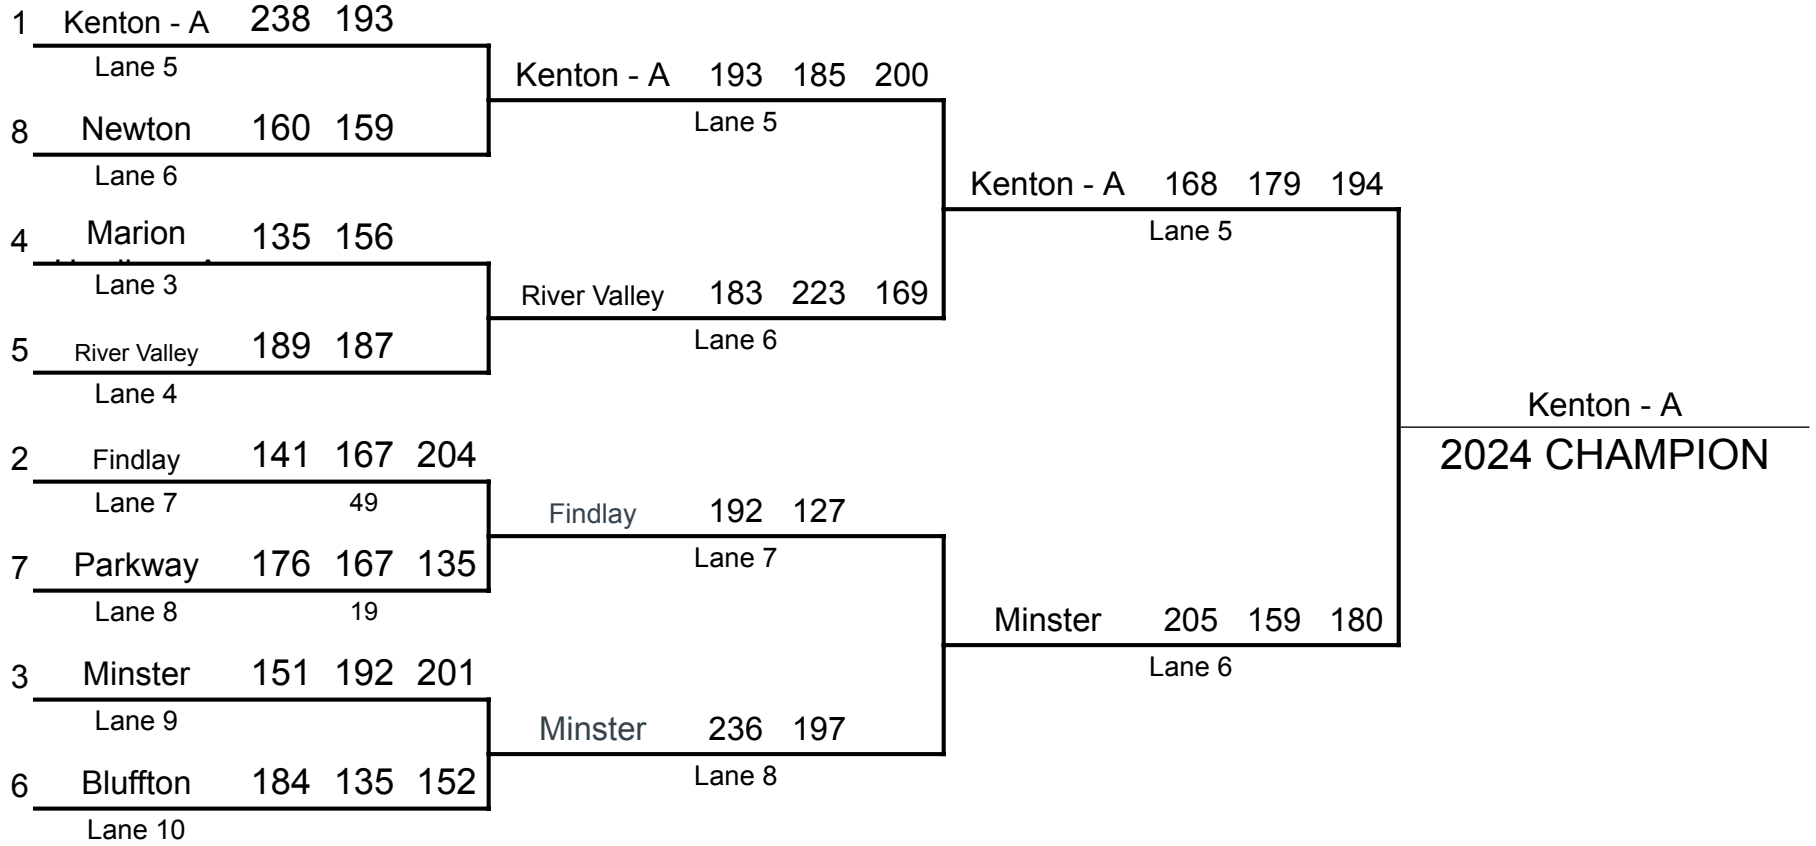 1 Kenton - A 238 193
Lane 5
Kenton - A 193 185 200
Lane 5
8 Newton 160 159
Lane 6
Kenton - A 168 179 194
Lane 5
4 Marion 135 156
Lane 3
River Valley 183 223 169
Lane 6
5 River Valley 189 187
Lane 4
Kenton - A
2024 CHAMPION
2 Findlay 141 167 204
Lane 7 49
Findlay 192 127
Lane 7
7 Parkway 176 167 135
Lane 8 19
Minster 205 159 180
Lane 6
3 Minster 151 192 201
Lane 9
Minster 236 197
Lane 8
6 Bluffton 184 135 152
Lane 10